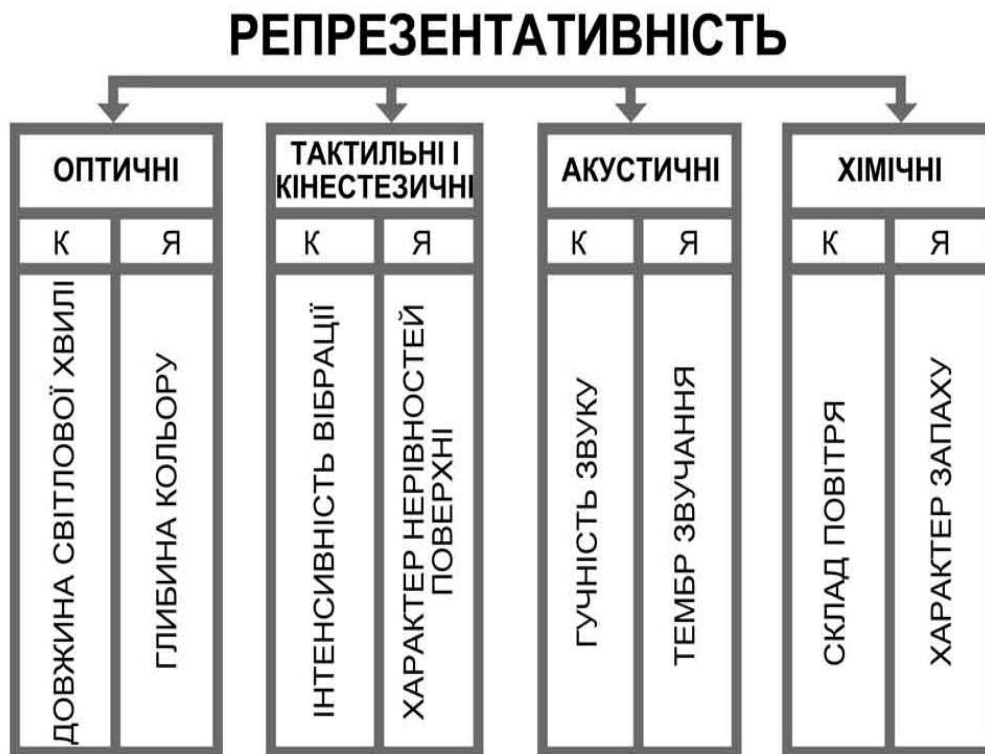 РЕПРЕЗЕНТАТИВНІСТЬ
ОПТИЧНІ
К
Я
ДОВЖИНА СВІТЛОВОЇ ХВИЛІ
ГЛИБИНА КОЛЬОРУ
ТАКТИЛЬНІ І
КІНЕСТЕЗИЧНІ
К
Я
ІНТЕНСИВНІСТЬ ВІБРАЦІЇ
ХАРАКТЕР НЕРІВНОСТЕЙ
ПОВЕРХНІ
АКУСТИЧНІ
К
Я
ГУЧНІСТЬ ЗВУКУ
ТЕМБР ЗВУЧАННЯ
ХІМІЧНІ
К
Я
СКЛАД ПОВІТРЯ
ХАРАКТЕР ЗАПАХУ